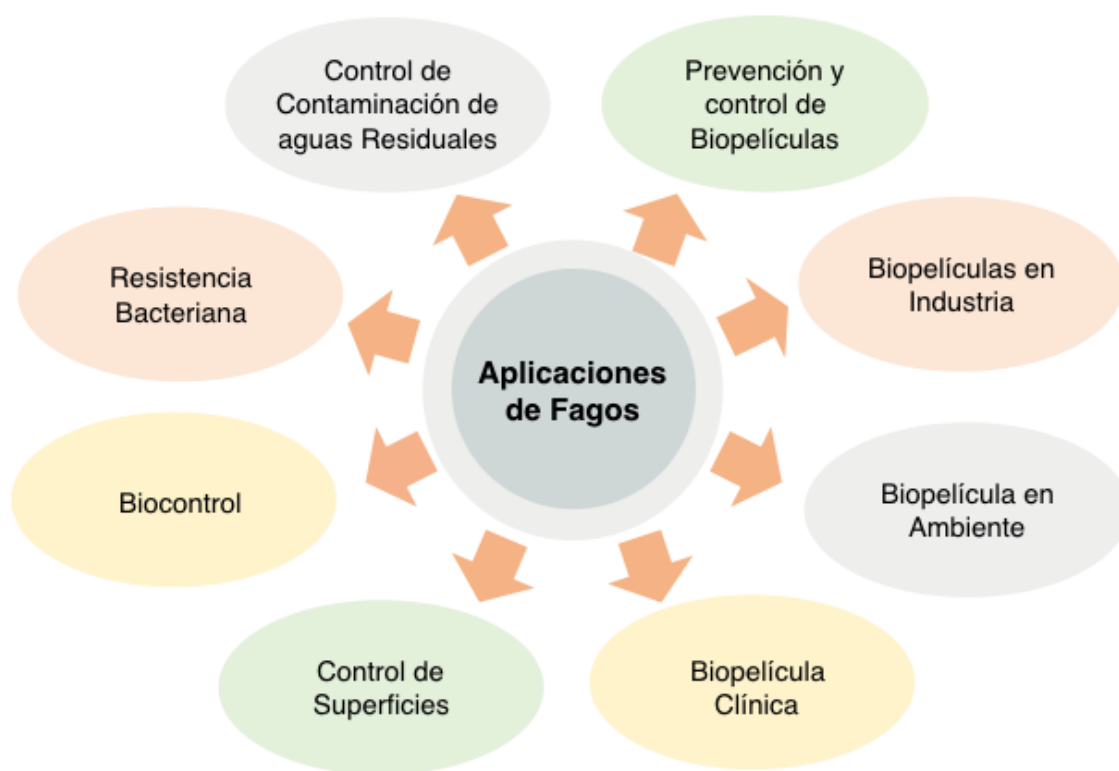 Control de
Contaminación de
aguas Residuales
Prevención y
control de
Biopelículas
Resistencia
Bacteriana
Biopelículas en
Industria
Aplicaciones
de Fagos
Biocontrol
Biopelícula en
Ambiente
Control de
Superficies
Biopelícula
Clínica